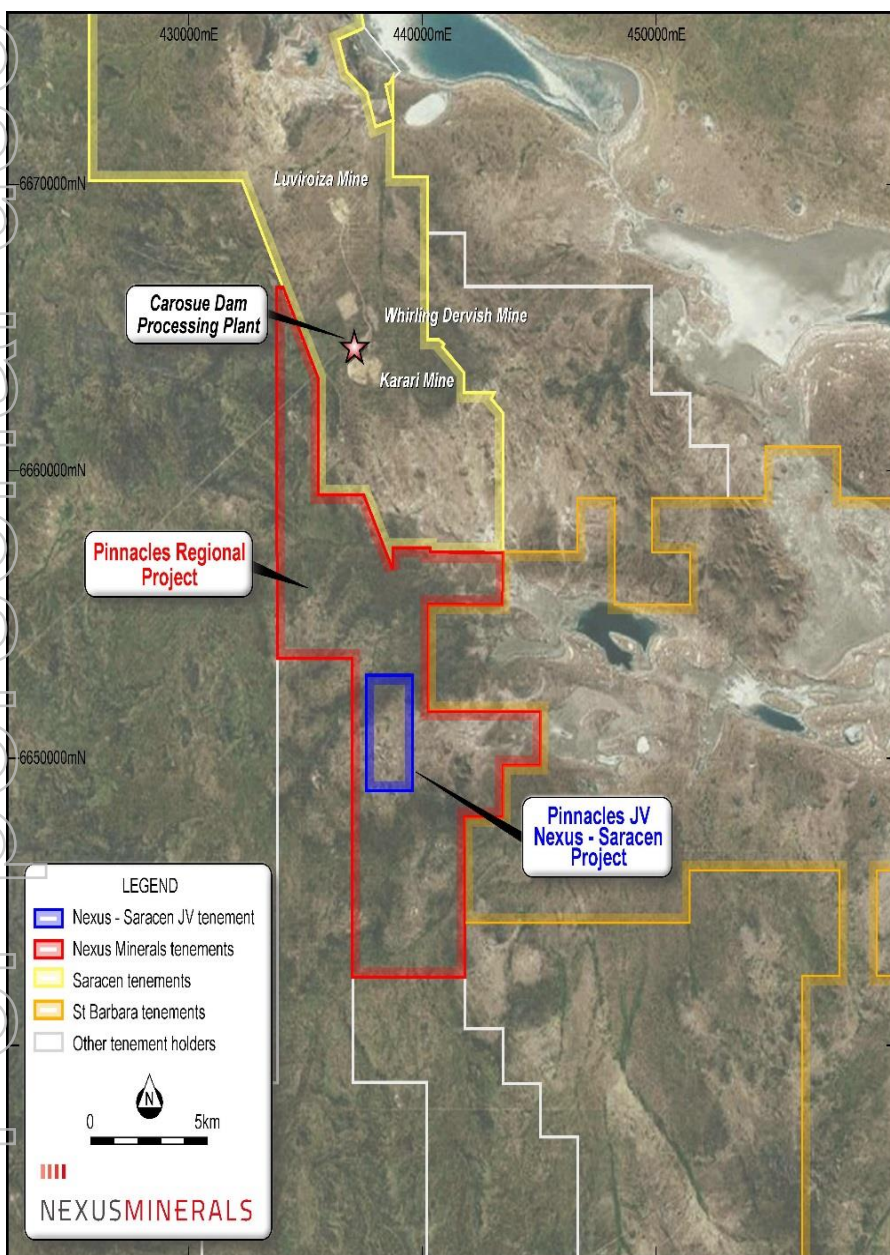 430000mE
440000mE
450000mE
6670000mN
Luviroiza Mine
Carosue Dam
Processing Plant
Whirling Dervish Mine
Karari Mine
6660000mN
Pinnacles Regional
Project
6650000mN
Pinnacles JV
Nexus - Saracen
Project
LEGEND
Nexus - Saracen JV tenement
Nexus Minerals tenements
Saracen tenements
St Barbara tenements
Other tenement holders
N
0 5km
NEXUSMINERALS